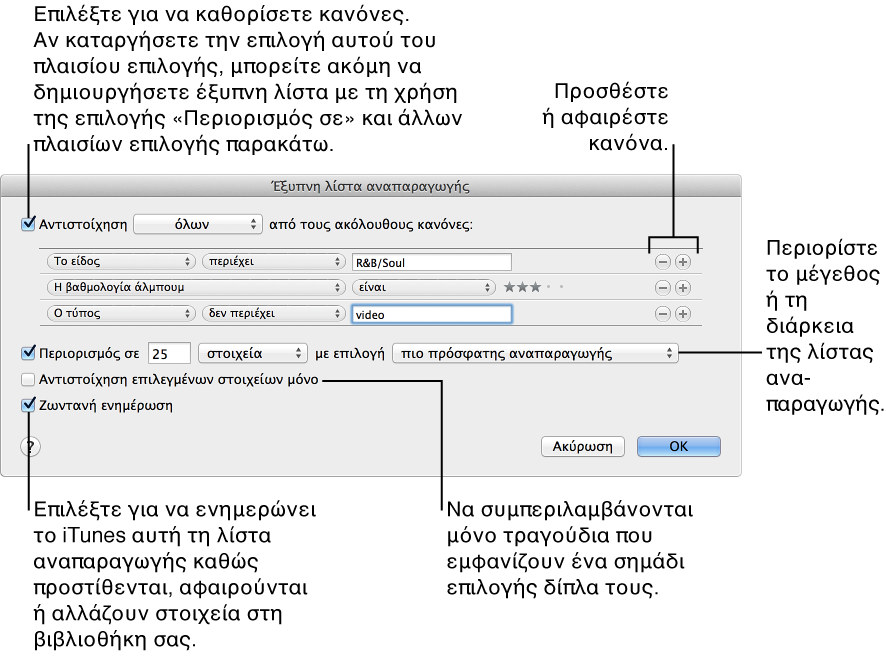 Επιλέξτε για να καθορίσετε κανόνες.
Αν καταργήσετε την επιλογή αυτού του
πλαισίου επιλογής, μπορείτε ακόμη να
δημιουργήσετε έξυπνη λίστα με τη χρήση
της επιλογής «Περιορισμός σε» και άλλων
πλαισίων επιλογής παρακάτω.
Προσθέστε
ή αφαιρέστε
κανόνα.
Έξυπνη λίστα αναπαραγωγής
Αντιστοίχηση όλων από τους ακόλουθους κανόνες:
Το είδος περιέχει R&B/Soul
Η βαθμολογία άλμπουμ είναι
Ο τύπος δεν περιέχει video
Περιορισμός σε 25 στοιχεία με επιλογή πιο πρόσφατης αναπαραγωγής
Αντιστοίχηση επιλεγμένων στοιχείων μόνο
Ζωντανή ενημέρωση
? Ακύρωση OK
Περιορίστε
το μέγεθος
ή τη
διάρκεια
της λίστας
ανα-
παραγωγής.
Επιλέξτε για να ενημερώνει
το iTunes αυτή τη λίστα
αναπαραγωγής καθώς
προστίθενται, αφαιρούνται
ή αλλάζουν στοιχεία στη
βιβλιοθήκη σας.
Να συμπεριλαμβάνονται
μόνο τραγούδια που
εμφανίζουν ένα σημάδι
επιλογής δίπλα τους.